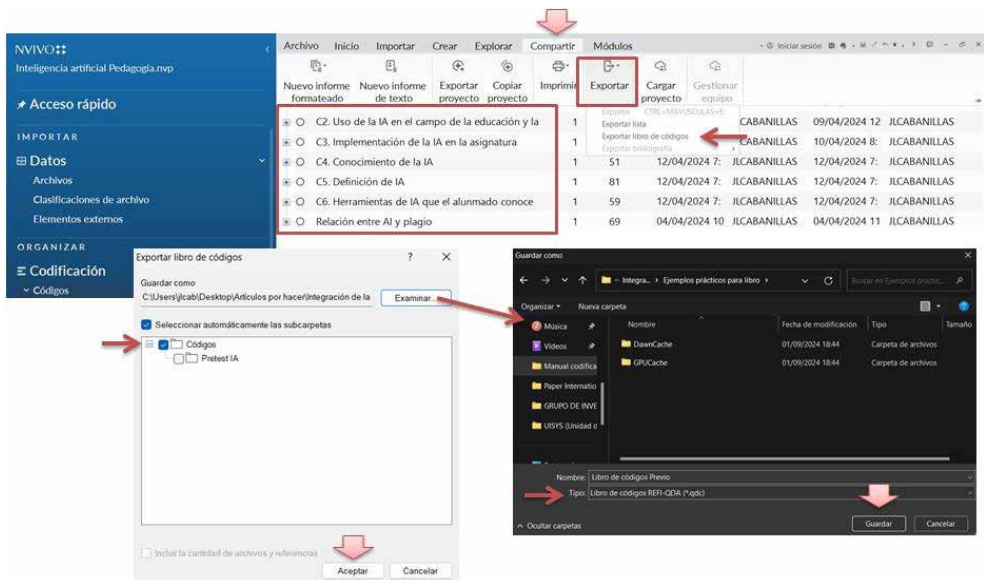 NVIVO
Inteligencia artificial Pedagogía.nvp
Acceso rápido
IMPORTAR
Datos
Archivos
Clasificaciones de archivo
Elementos externos
ORGANIZAR
Codificación
Códigos
Archivo Inicio Importar Crear Explorar Compartir Módulos
Iniciar sesión
Nuevo informe formateado
Nuevo informe de texto
Exportar proyecto
Copiar proyecto
Imprimir
Exportar
Cargar proyecto
Gestionar equipo
Exportar CTRL+MAYÚSCULAS+E
Exportar lista
Exportar libro de códigos
Exportar bibliografía
C2. Uso de la IA en el campo de la educación y la 1 CABANILLAS 09/04/2024 12 JLCABANILLAS
C3. Implementación de la IA en la asignatura 1 CABANILLAS 10/04/2024 8: JLCABANILLAS
C4. Conocimiento de la IA 1 51 12/04/2024 7: JLCABANILLAS 12/04/2024 7: JLCABANILLAS
C5. Definición de IA 1 81 12/04/2024 7: JLCABANILLAS 12/04/2024 7: JLCABANILLAS
C6. Herramientas de IA que el alunmado conoce 1 59 12/04/2024 7: JLCABANILLAS 12/04/2024 7: JLCABANILLAS
Relación entre AI y plagio 1 69 04/04/2024 10 JLCABANILLAS 04/04/2024 11 JLCABANILLAS
Exportar libro de códigos ? X
Guardar como
C:\Users\jlcab\Desktop\Artículos por hacer\Integración de la Examinar...
Seleccionar automáticamente las subcarpetas
Códigos
Pretest IA
Incluir la cantidad de archivos y referencias
Aceptar Cancelar
Guardar como
Integra... > Ejemplos prácticos para libro >
Buscar en Ejemplos práctic...
Organizar Nueva carpeta
Música
Vídeos
Manual codifica
Paper Internatio
GRUPO DE INVE
UISYS (Unidad d
Nombre Fecha de modificación Tipo Tamaño
DawnCache 01/09/2024 18:44 Carpeta de archivos
GPUCache 01/09/2024 18:44 Carpeta de archivos
Nombre: Libro de códigos Previo
Tipo: Libro de códigos REFI-QDA (*.qdc)
Ocultar carpetas
Guardar Cancelar